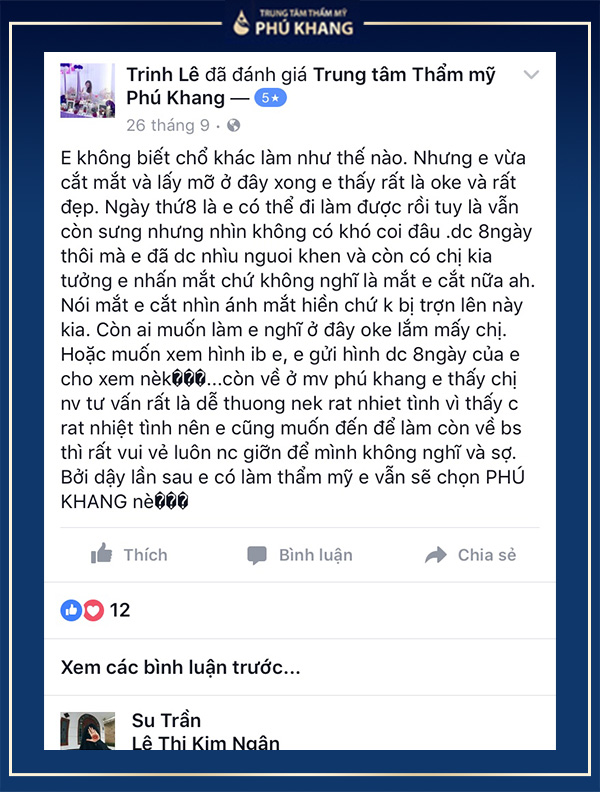 TRUNG TÂM THẨM MỸ
PHÚ KHANG
Trinh Lê đã đánh giá Trung tâm Thẩm mỹ
Phú Khang — 5★
26 tháng 9 ·
E không biết chổ khác làm như thế nào. Nhưng e vừa
cắt mắt và lấy mỡ ở đây xong e thấy rất là oke và rất
đẹp. Ngày thứ8 là e có thể đi làm được rồi tuy là vẫn
còn sưng nhưng nhìn không có khó coi đâu .dc 8ngày
thôi mà e đã dc nhìu nguoi khen và còn có chị kia
tưởng e nhấn mắt chứ không nghĩ là mắt e cắt nữa ah.
Nói mắt e cắt nhìn ánh mắt hiền chứ k bị trợn lên này
kia. Còn ai muốn làm e nghĩ ở đây oke lắm mấy chị.
Hoặc muốn xem hình ib e, e gửi hình dc 8ngày của e
cho xem nèk���...còn về ở mv phú khang e thấy chị
nv tư vấn rất là dễ thuong nek rat nhiet tình vì thấy c
rat nhiệt tình nên e cũng muốn đến để làm còn về bs
thì rất vui vẻ luôn nc giỡn để mình không nghĩ và sợ.
Bởi dậy lần sau e có làm thẩm mỹ e vẫn sẽ chọn PHÚ
KHANG nè���
Thích Bình luận Chia sẻ
12
Xem các bình luận trước...
Su Trần
Lê Thị Kim Ngân